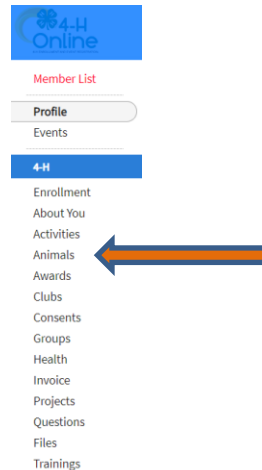 4-H
Online
Member List
Profile
Events
4-H
Enrollment
About You
Activities
Animals
Awards
Clubs
Consents
Groups
Health
Invoice
Projects
Questions
Files
Trainings